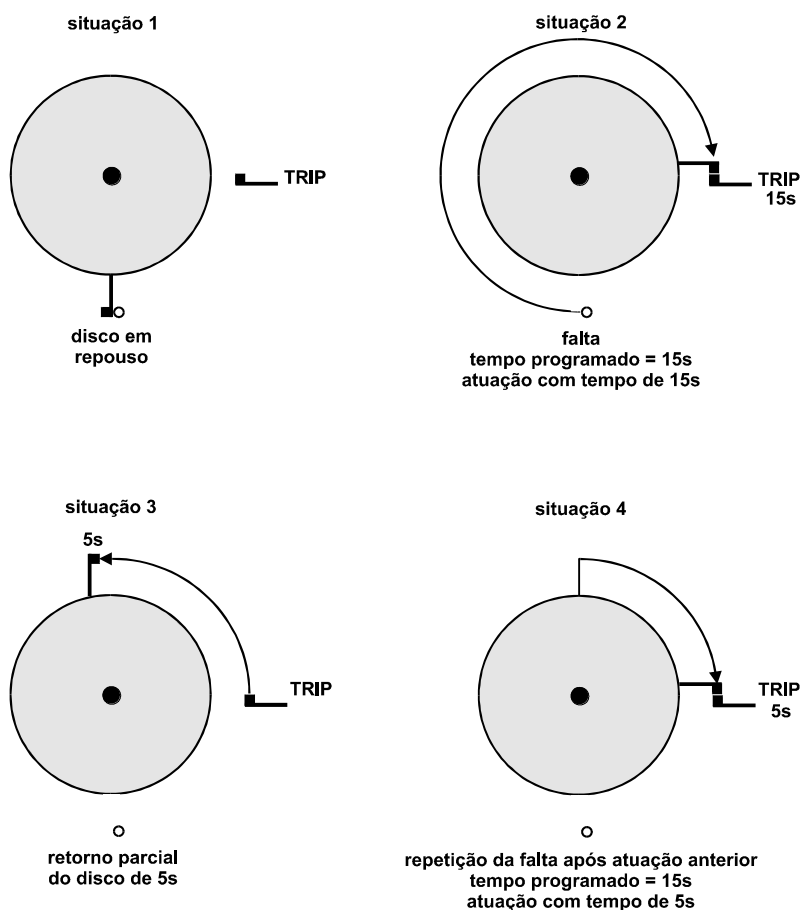 situação 1
TRIP
disco em
repouso
situação 2
TRIP
15s
falta
tempo programado = 15s
atuação com tempo de 15s
situação 3
5s
TRIP
retorno parcial
do disco de 5s
situação 4
TRIP
5s
repetição da falta após atuação anterior
tempo programado = 15s
atuação com tempo de 5s